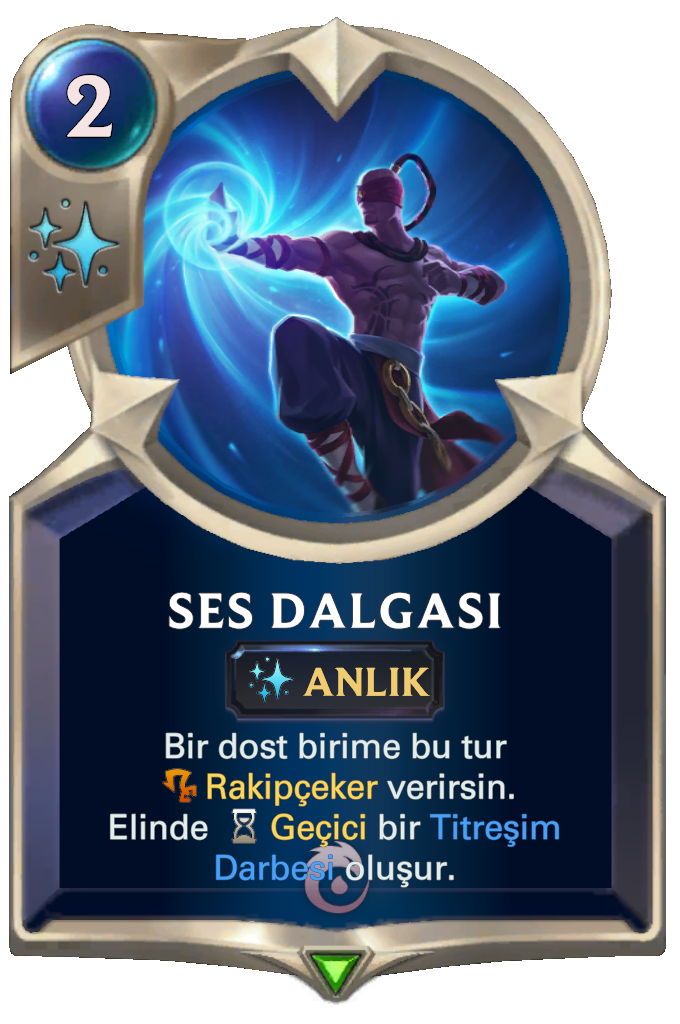 2
SES DALGASI
ANLIK
Bir dost birime bu tur
Rakipçeker verirsin.
Elinde Geçici bir Titreşim
Darbesi oluşur.